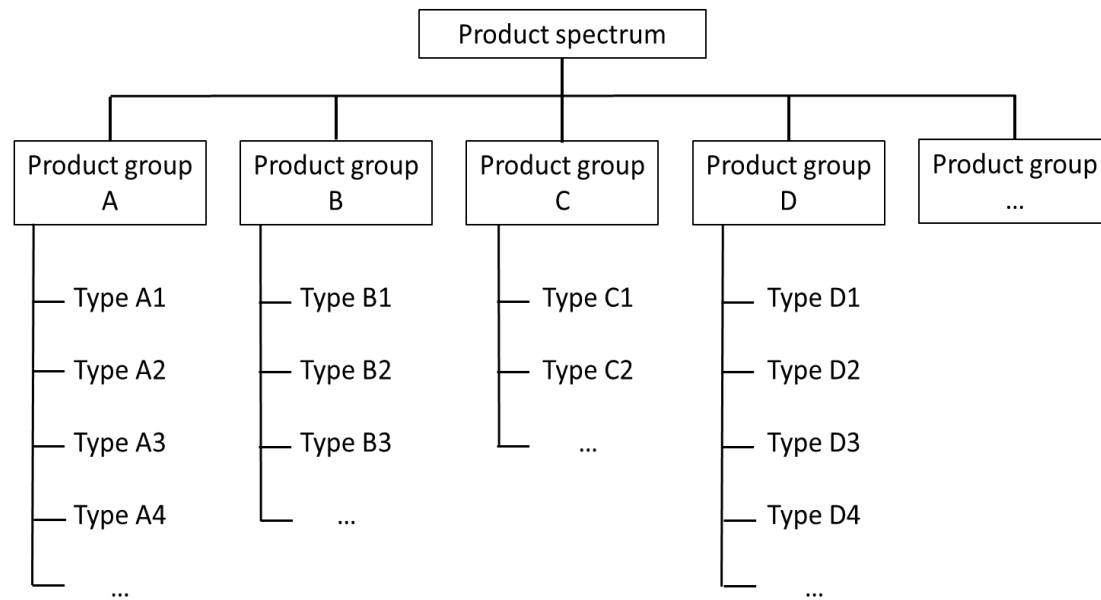 Product spectrum
Product group
A
Product group
B
Product group
C
Product group
D
Product group
...
Type A1
Type A2
Type A3
Type A4
...
Type B1
Type B2
Type B3
...
Type C1
Type C2
...
Type D1
Type D2
Type D3
Type D4
...